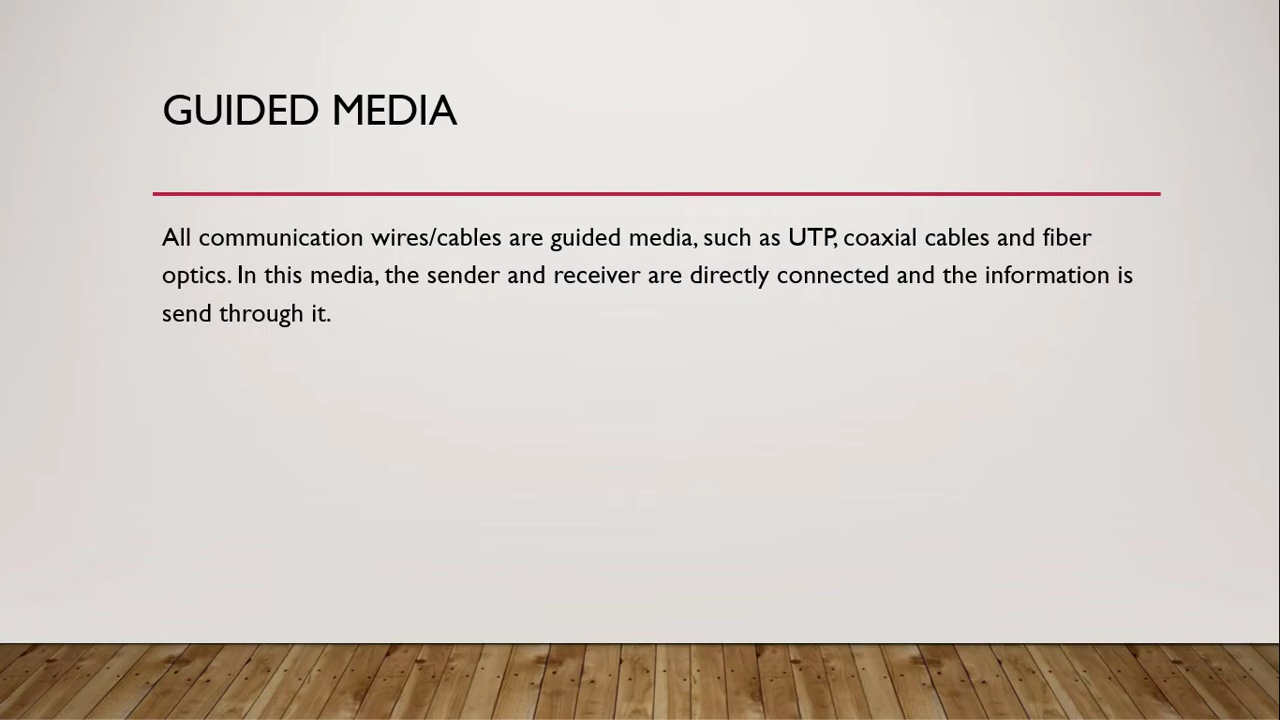 GUIDED MEDIA
All communication wires/cables are guided media, such as UTP, coaxial cables and fiber
optics. In this media, the sender and receiver are directly connected and the information is
send through it.